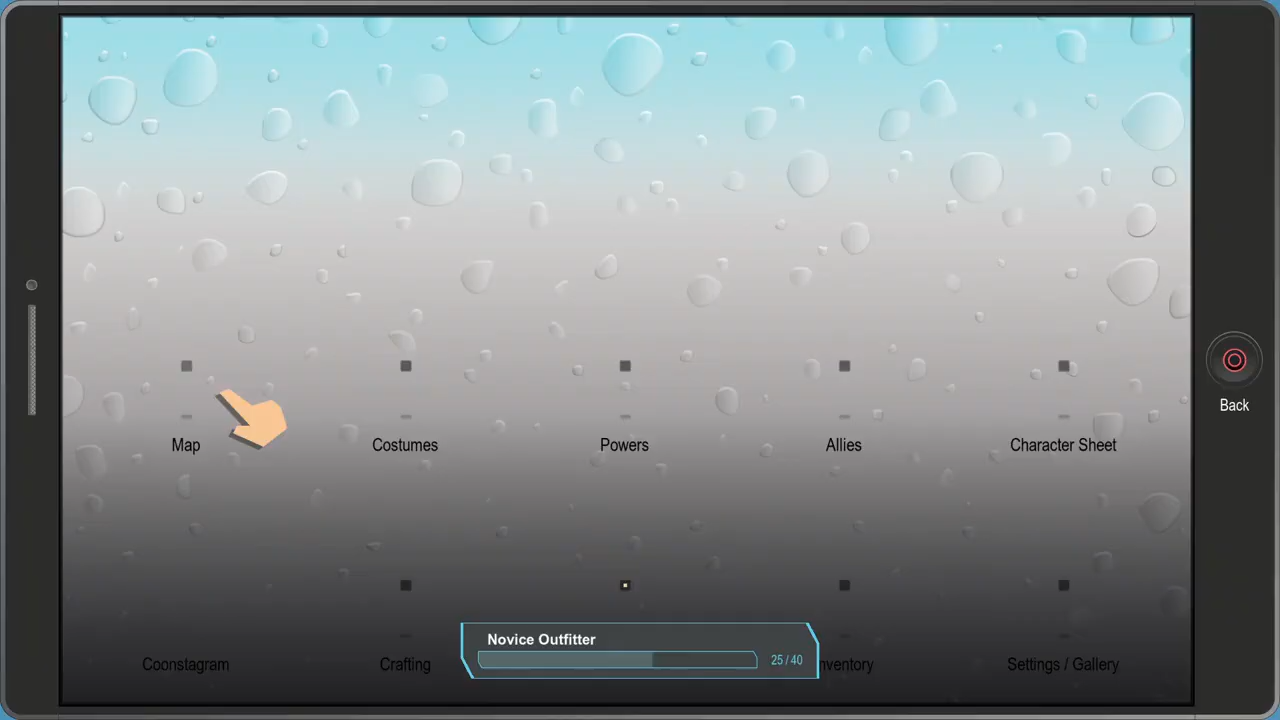 Back
Map
Costumes
Powers
Allies
Character Sheet
Coonstagram
Crafting
Settings / Gallery
Novice Outfitter
25/40